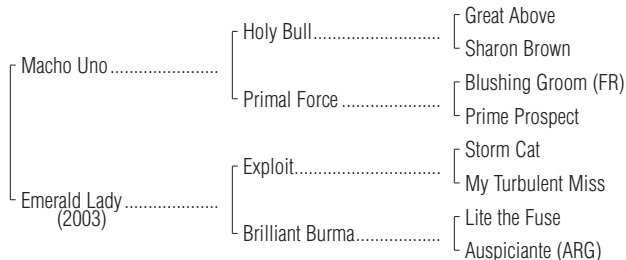 Great Above
Holy Bull
Sharon Brown
Macho Uno
Blushing Groom (FR)
Primal Force
Prime Prospect
Storm Cat
Exploit
My Turbulent Miss
Emerald Lady
(2003)
Lite the Fuse
Brilliant Burma
Auspiciante (ARG)